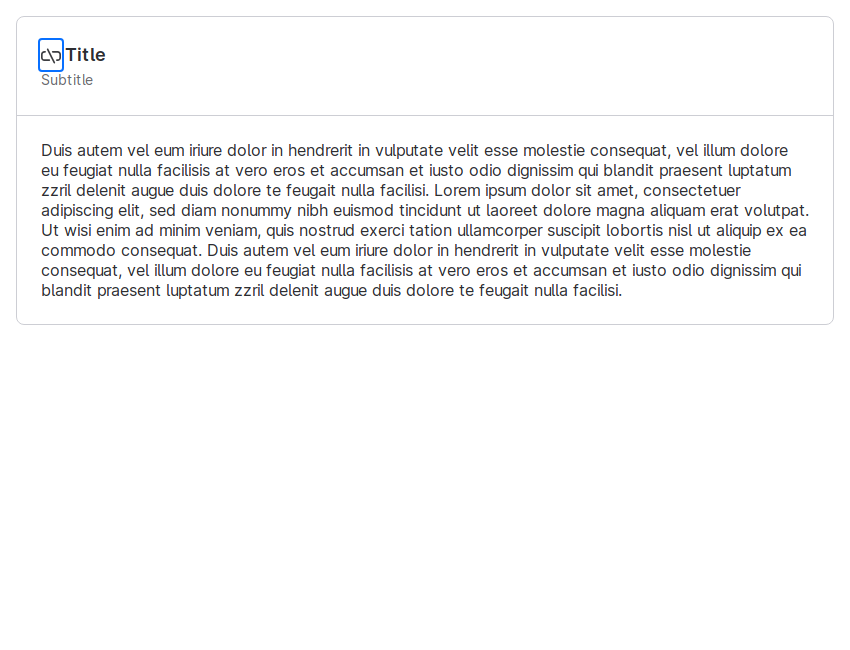 Title
Subtitle
Duis autem vel eum iriure dolor in hendrerit in vulputate velit esse molestie consequat, vel illum dolore
eu feugiat nulla facilisis at vero eros et accumsan et iusto odio dignissim qui blandit praesent luptatum
zzril delenit augue duis dolore te feugait nulla facilisi. Lorem ipsum dolor sit amet, consectetuer
adipiscing elit, sed diam nonummy nibh euismod tincidunt ut laoreet dolore magna aliquam erat volutpat.
Ut wisi enim ad minim veniam, quis nostrud exerci tation ullamcorper suscipit lobortis nisl ut aliquip ex ea
commodo consequat. Duis autem vel eum iriure dolor in hendrerit in vulputate velit esse molestie
consequat, vel illum dolore eu feugiat nulla facilisis at vero eros et accumsan et iusto odio dignissim qui
blandit praesent luptatum zzril delenit augue duis dolore te feugait nulla facilisi.